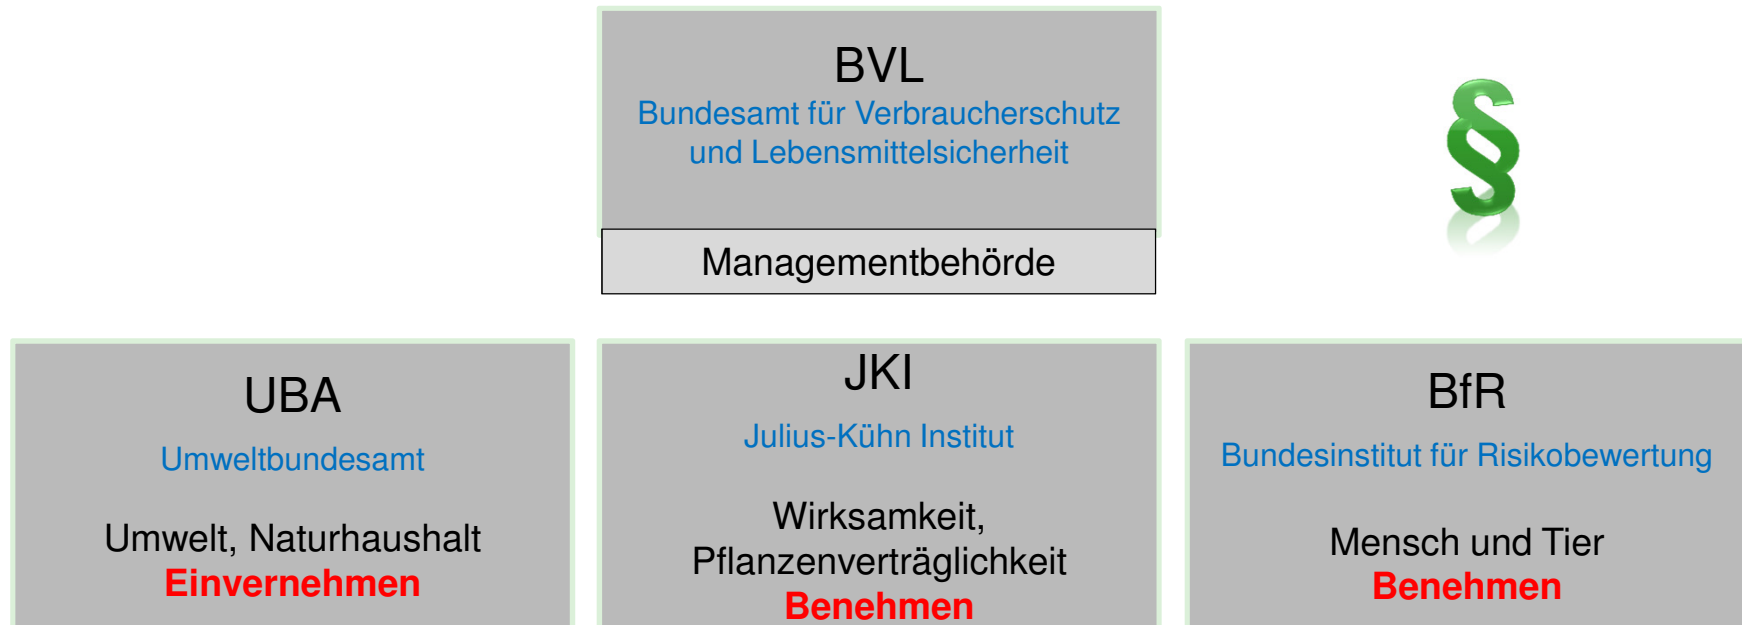 BVL
Bundesamt für Verbraucherschutz
und Lebensmittelsicherheit
§
Managementbehörde
UBA
Umweltbundesamt
Umwelt, Naturhaushalt
Einvernehmen
JKI
Julius-Kühn Institut
Wirksamkeit,
Pflanzenverträglichkeit
Benehmen
BfR
Bundesinstitut für Risikobewertung
Mensch und Tier
Benehmen